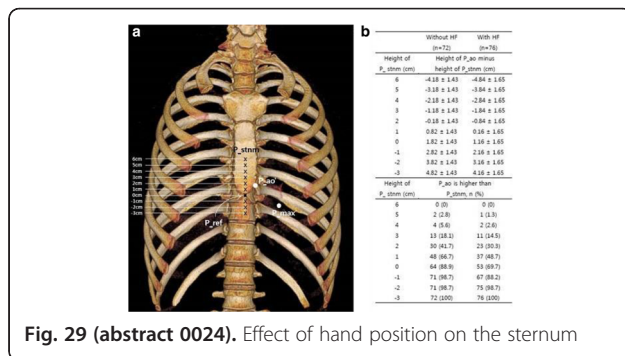 a
P_stnm
6cm
5cm
4cm
3cm
2cm
1cm
0cm
-1cm
-2cm
-3cm
P_ao
P_max
P_ref
b
Without HF With HF
(n=72) (n=76)
Height of Height of P_ao minus
P_ stnm (cm) height of P_stnm (cm)
6 -4.18 ± 1.43 -4.84 ± 1.65
5 -3.18 ± 1.43 -3.84 ± 1.65
4 -2.18 ± 1.43 -2.84 ± 1.65
3 -1.18 ± 1.43 -1.84 ± 1.65
2 -0.18 ± 1.43 -0.84 ± 1.65
1 0.82 ± 1.43 0.16 ± 1.65
0 1.82 ± 1.43 1.16 ± 1.65
-1 2.82 ± 1.43 2.16 ± 1.65
-2 3.82 ± 1.43 3.16 ± 1.65
-3 4.82 ± 1.43 4.16 ± 1.65
Height of P_ao is higher than
P_stnm (cm) P_stnm, n (%)
6 0 (0) 0 (0)
5 2 (2.8) 1 (1.3)
4 4 (5.6) 2 (2.6)
3 13 (18.1) 11 (14.5)
2 30 (41.7) 23 (30.3)
1 48 (66.7) 37 (48.7)
0 64 (88.9) 53 (69.7)
-1 71 (98.7) 67 (88.2)
-2 71 (98.7) 75 (98.7)
-3 72 (100) 76 (100)
Fig. 29 (abstract 0024). Effect of hand position on the sternum